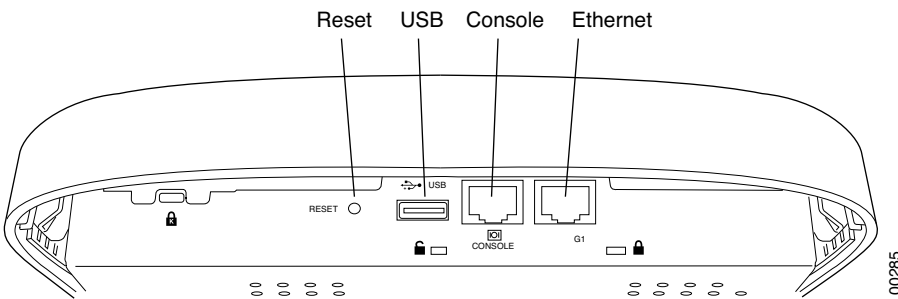 Reset USB Console Ethernet
USB
RESET
CONSOLE
G1
00285